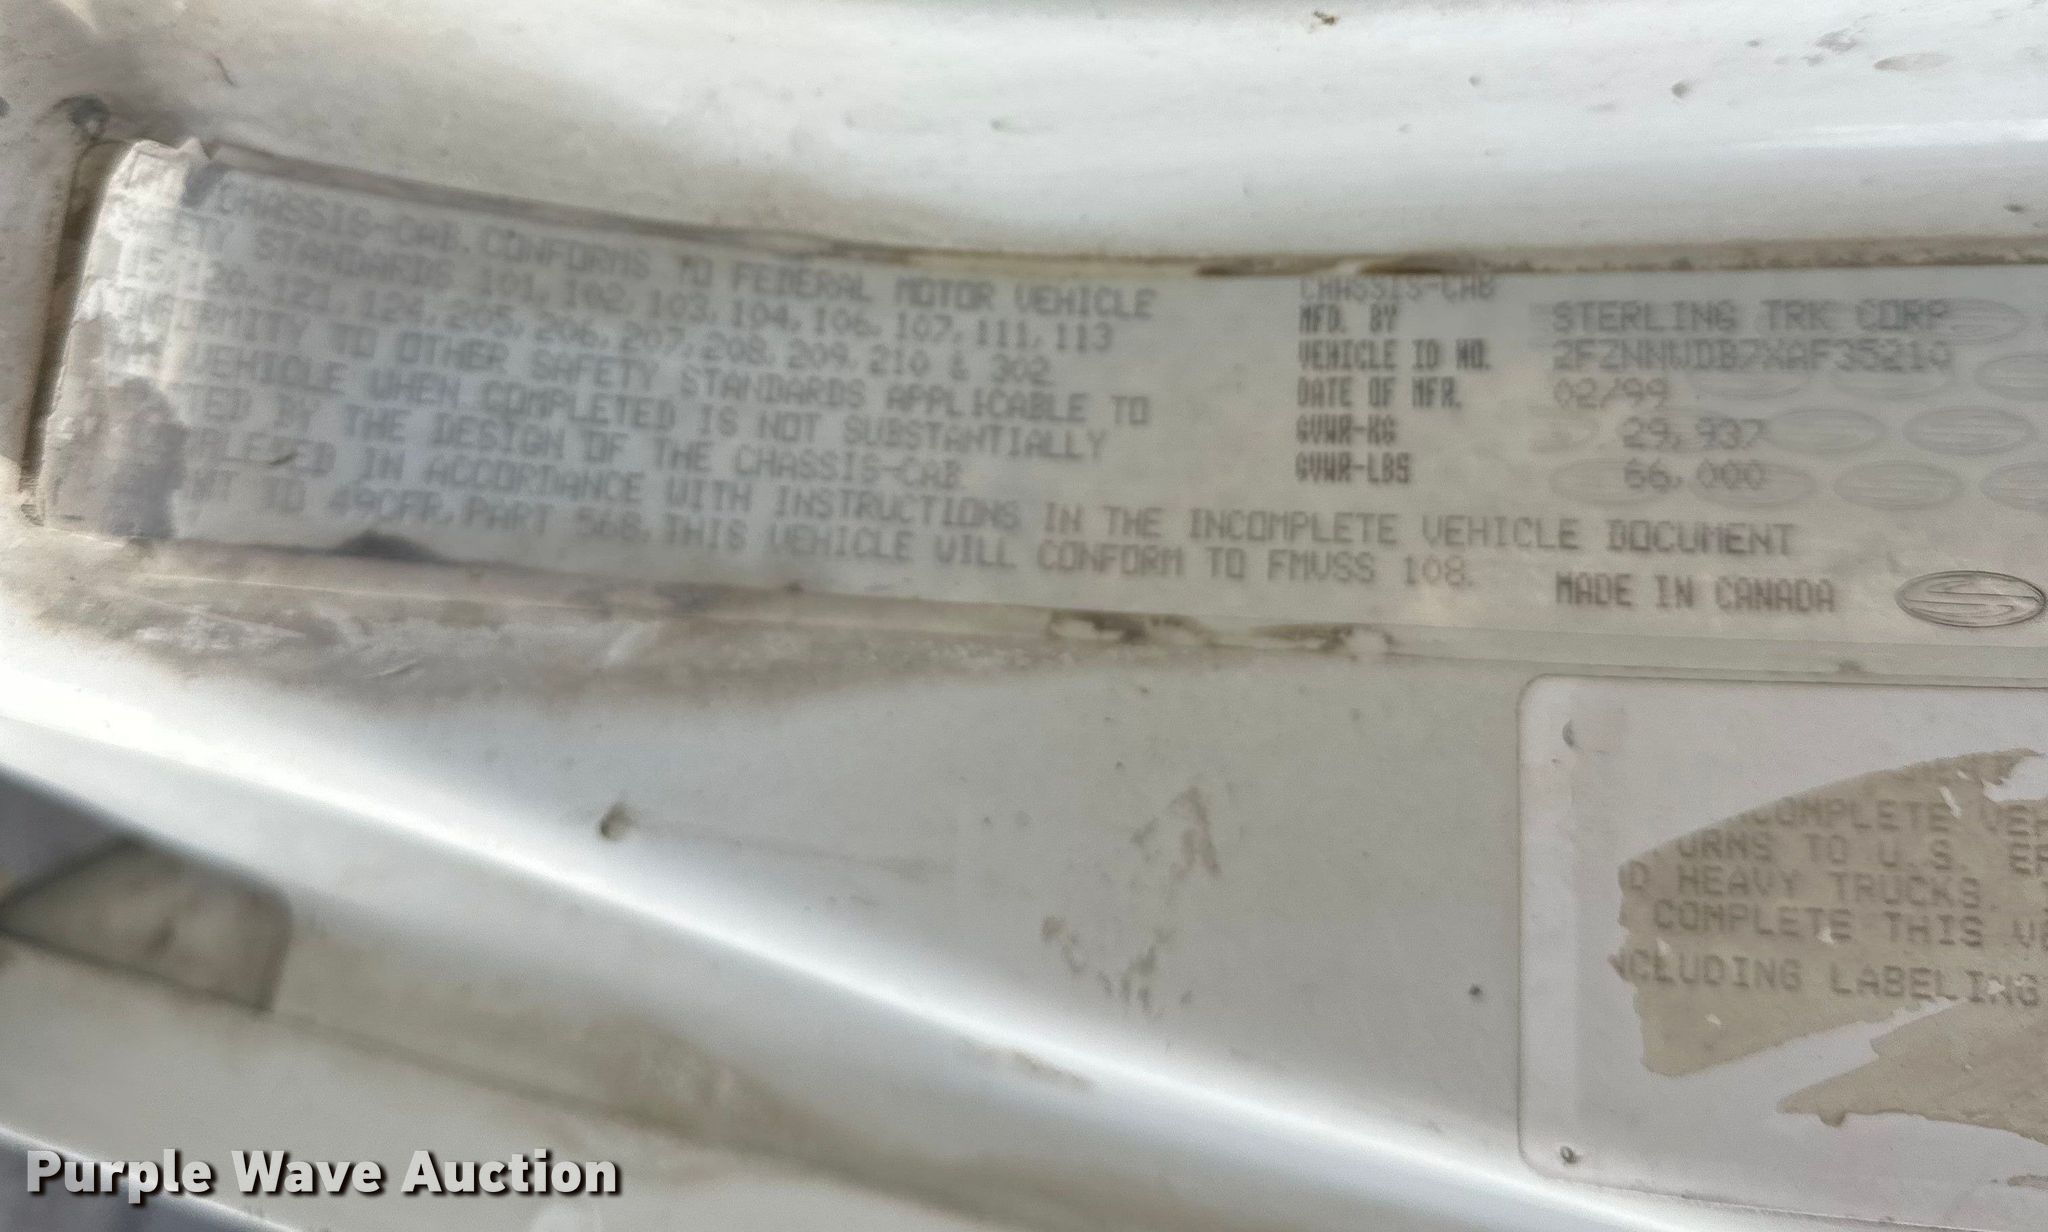 CHASSIS-CAB CONFORMS TO FEDERAL MOTOR VEHICLE
SAFETY STANDARDS 101, 102, 103, 104, 106, 107, 111, 113
120, 121, 124, 205, 206, 207, 208, 209, 210 & 302
TO OTHER SAFETY STANDARDS APPLICABLE TO
VEHICLE WHEN COMPLETED IS NOT SUBSTANTIALLY
BY THE DESIGN OF THE CHASSIS-CAB
IN ACCORDANCE WITH INSTRUCTIONS IN THE INCOMPLETE VEHICLE DOCUMENT
TO 49CFR, PART 568, THIS VEHICLE WILL CONFORM TO FMVSS 108.
CHASSIS-CAB
MFD. BY STERLING TRK CORP
VEHICLE ID NO.
DATE OF MFR. 02/99
GVWR-KG 29,937
GVWR-LBS 66,000
MADE IN CANADA
COMPLETE
TO U.S.
HEAVY TRUCKS.
COMPLETE THIS
LABELING
Purple Wave Auction